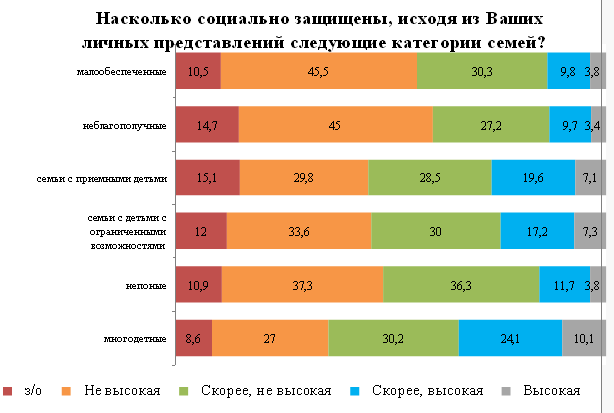 Насколько социально защищены, исходя из Ваших
личных представлений следующие категории семей?
малообеспеченные 10,5 45,5 30,3 9,8 3,8
неблагополучные 14,7 45 27,2 9,7 3,4
семьи с приемными детьми 15,1 29,8 28,5 19,6 7,1
семьи с детьми с
ограниченными
возможностями 12 33,6 30 17,2 7,3
непоные 10,9 37,3 36,3 11,7 3,8
многодетные 8,6 27 30,2 24,1 10,1
з/о Не высокая Скорее, не высокая Скорее, высокая Высокая